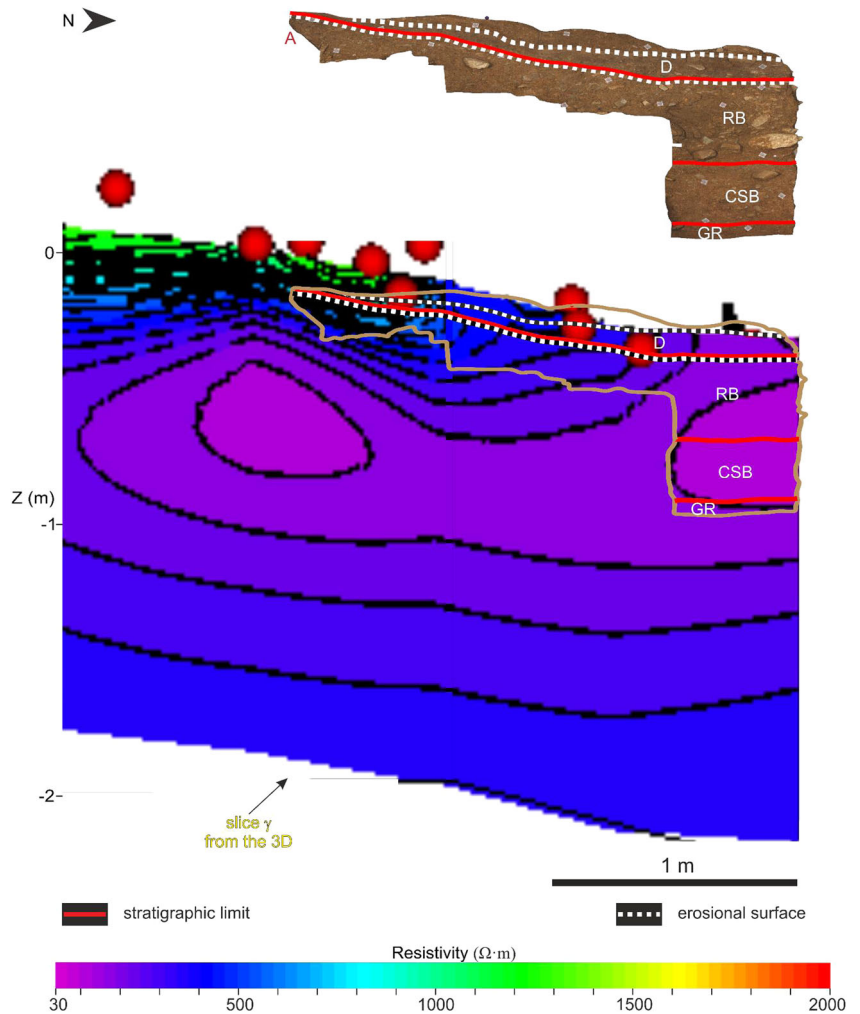 N
A
D
RB
CSB
GR
0
D
RB
Z (m)
CSB
GR
-1
-2
slice γ
from the 3D
1 m
stratigraphic limit
erosional surface
Resistivity (Ω·m)
30 500 1000 1500 2000